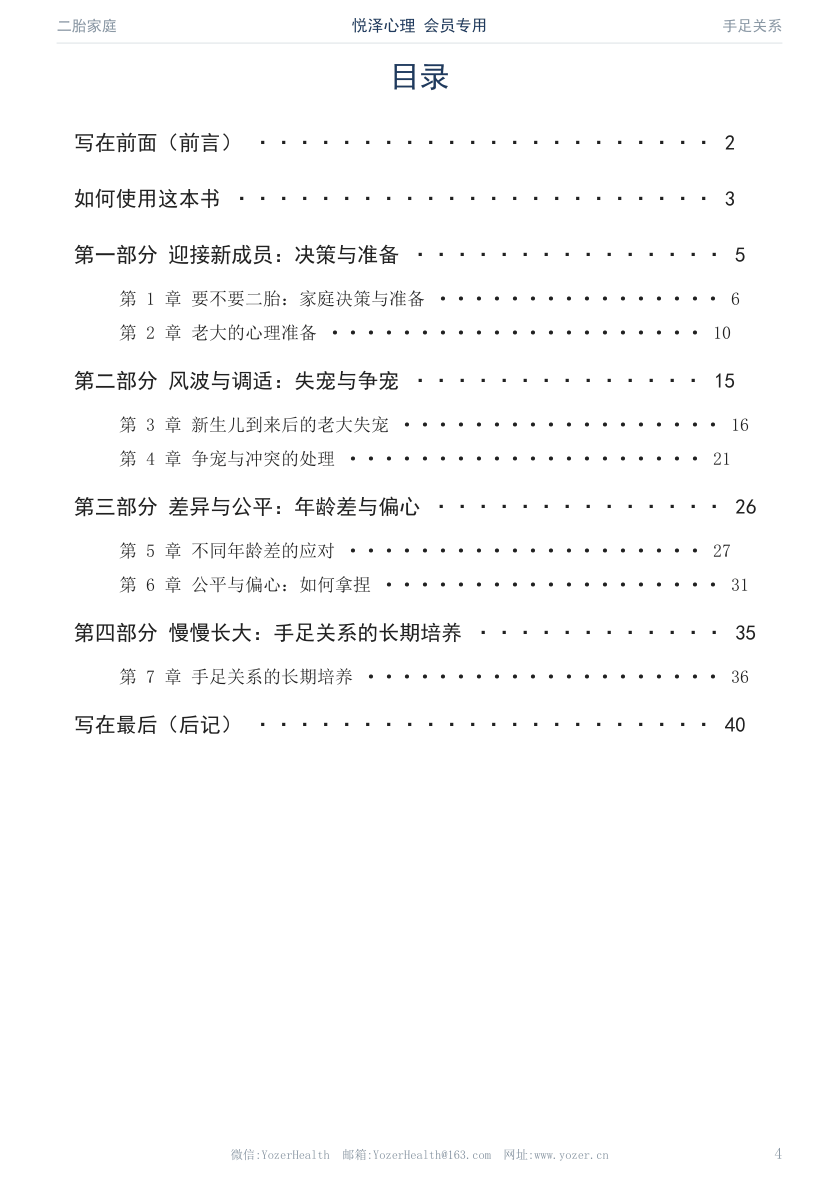 二胎家庭 悦泽心理 会员专用 手足关系
目录
写在前面（前言） · · · · · · · · · · · · · · · · · · · · · · 2
如何使用这本书 · · · · · · · · · · · · · · · · · · · · · · · 3
第一部分 迎接新成员：决策与准备 · · · · · · · · · · · · · · · 5
第 1 章 要不要二胎：家庭决策与准备 · · · · · · · · · · · · · · · · 6
第 2 章 老大的心理准备 · · · · · · · · · · · · · · · · · · · · · 10
第二部分 风波与调适：失宠与争宠 · · · · · · · · · · · · · · 15
第 3 章 新生儿到来后的老大失宠 · · · · · · · · · · · · · · · · · · 16
第 4 章 争宠与冲突的处理 · · · · · · · · · · · · · · · · · · · · 21
第三部分 差异与公平：年龄差与偏心 · · · · · · · · · · · · · 26
第 5 章 不同年龄差的应对 · · · · · · · · · · · · · · · · · · · · 27
第 6 章 公平与偏心：如何拿捏 · · · · · · · · · · · · · · · · · · · 31
第四部分 慢慢长大：手足关系的长期培养 · · · · · · · · · · · · 35
第 7 章 手足关系的长期培养 · · · · · · · · · · · · · · · · · · · · 36
写在最后（后记） · · · · · · · · · · · · · · · · · · · · · · 40
微信:YozerHealth 邮箱:YozerHealth@163.com 网址:www.yozer.cn 4